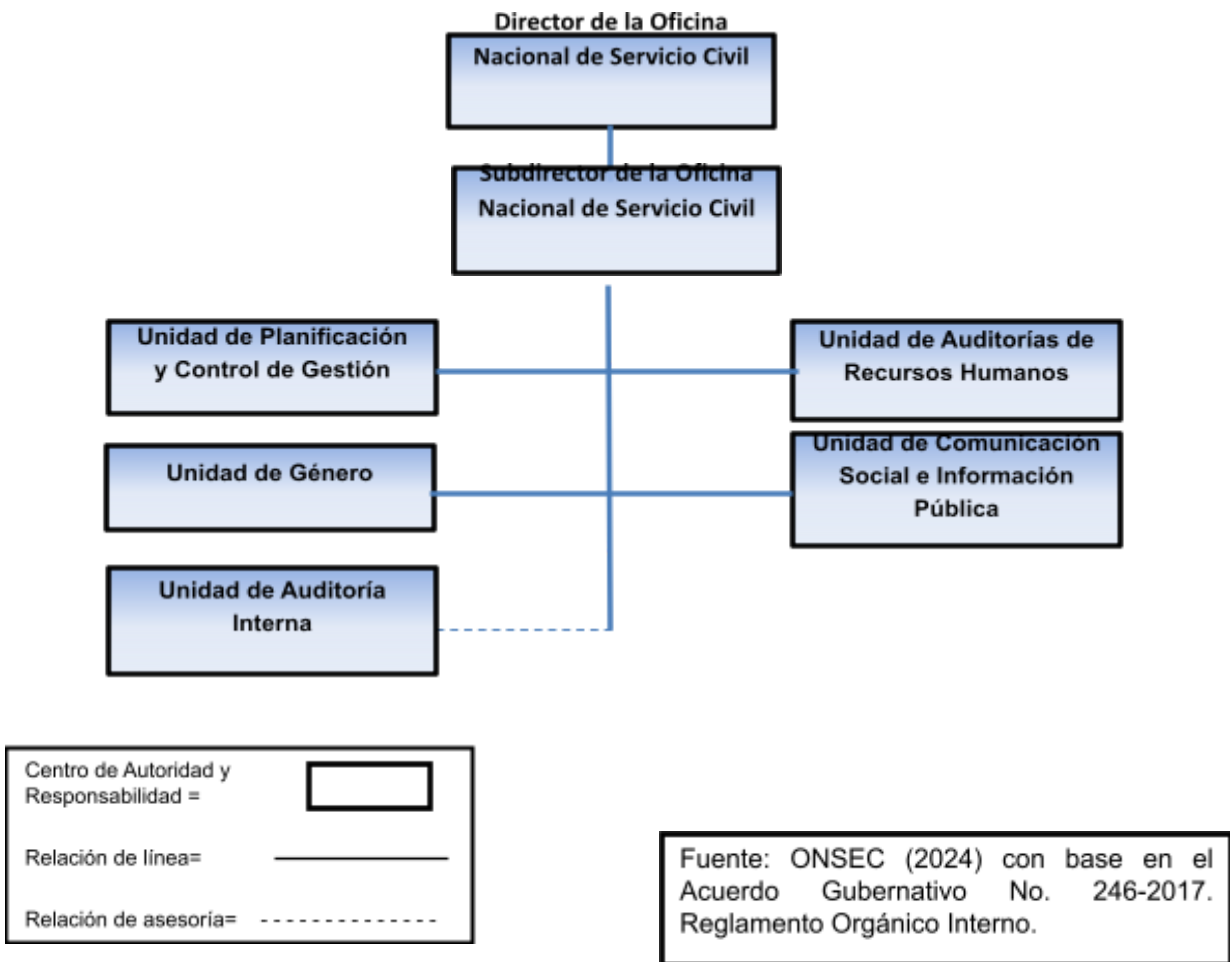 Director de la Oficina
Nacional de Servicio Civil
Subdirector de la Oficina
Nacional de Servicio Civil
Unidad de Planificación
y Control de Gestión
Unidad de Auditorías de
Recursos Humanos
Unidad de Género
Unidad de Comunicación
Social e Información
Pública
Unidad de Auditoría
Interna
Centro de Autoridad y
Responsabilidad =
Relación de línea=
Relación de asesoría=
Fuente: ONSEC (2024) con base en el
Acuerdo Gubernativo No. 246-2017.
Reglamento Orgánico Interno.